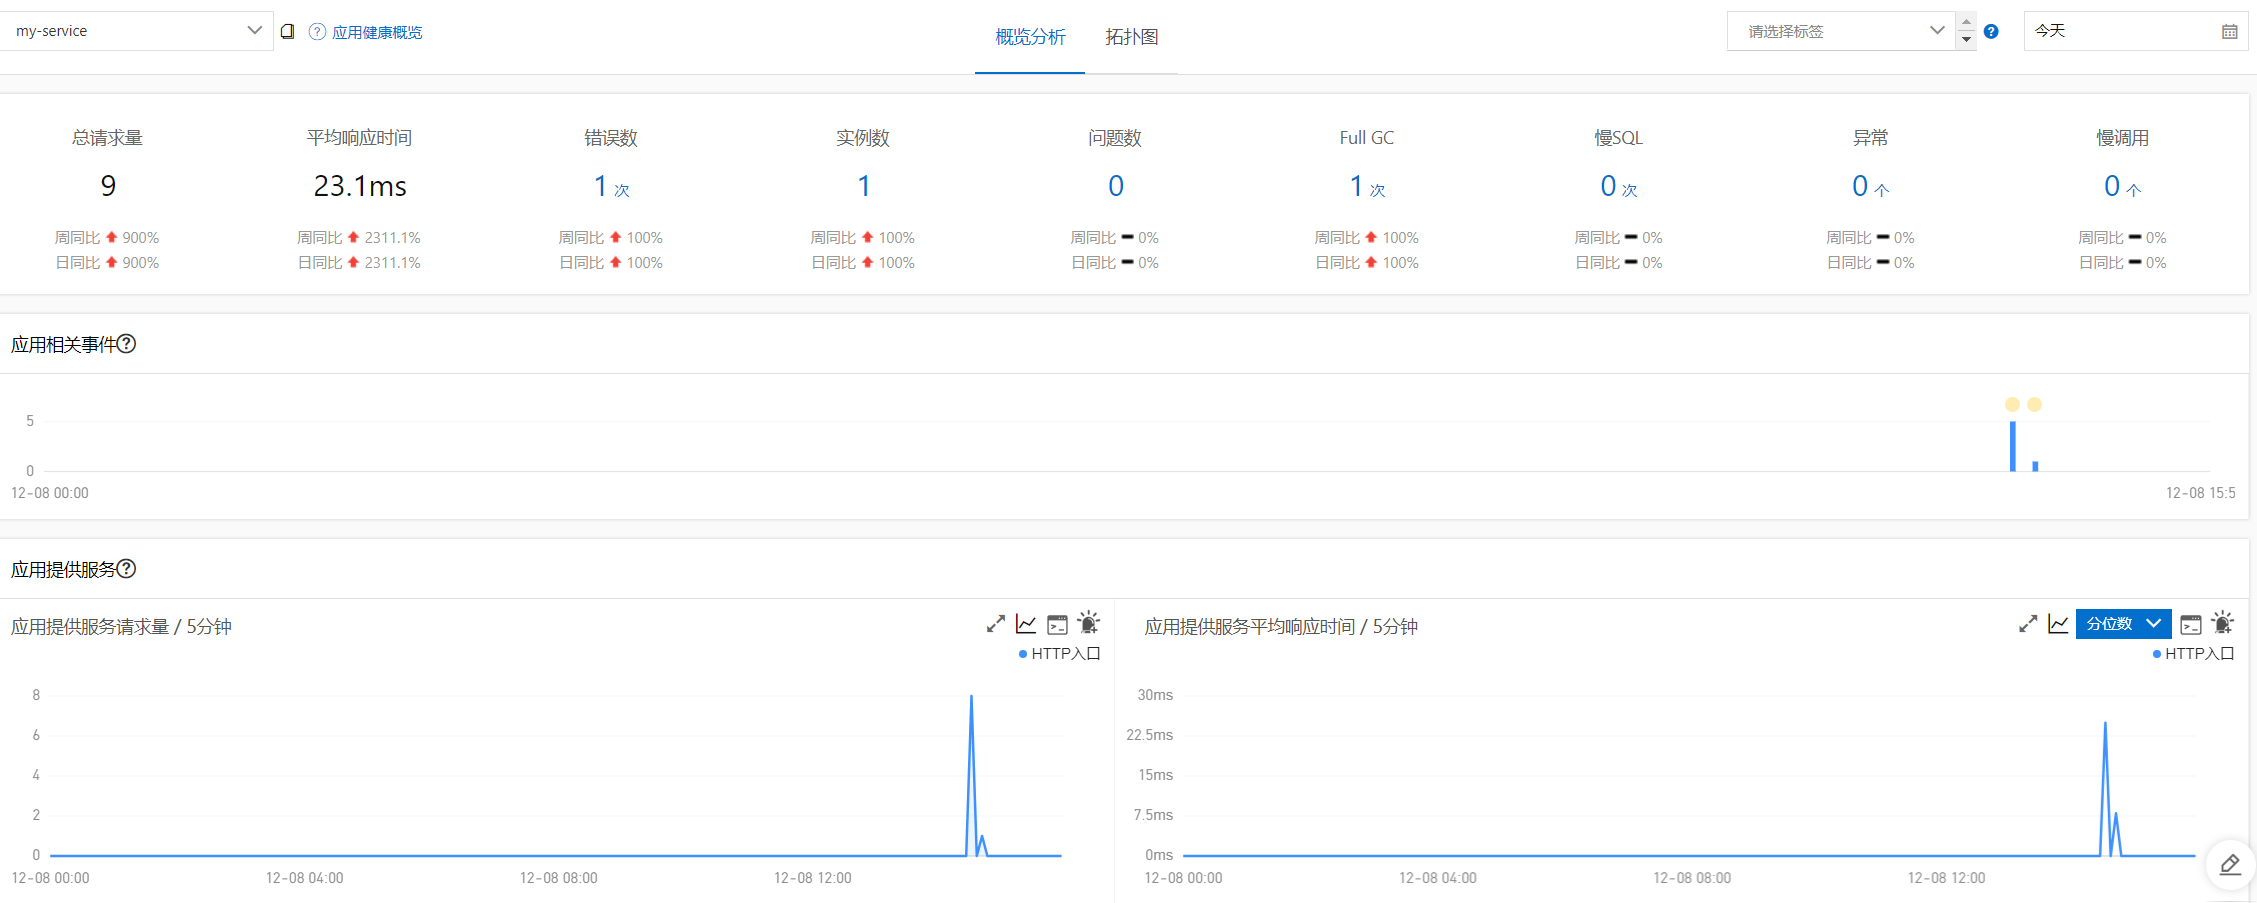 my-service
应用健康概览
概览分析
拓扑图
请选择标签
今天
总请求量
9
周同比 900%
日同比 900%
平均响应时间
23.1ms
周同比 2311.1%
日同比 2311.1%
错误数
1 次
周同比 100%
日同比 100%
实例数
1
周同比 100%
日同比 100%
问题数
0
周同比 0%
日同比 0%
Full GC
1 次
周同比 100%
日同比 100%
慢SQL
0 次
周同比 0%
日同比 0%
异常
0 个
周同比 0%
日同比 0%
慢调用
0 个
周同比 0%
日同比 0%
应用相关事件
5
0
12-08 00:00
12-08 15:5
应用提供服务
应用提供服务请求量 / 5分钟
HTTP入口
8
6
4
2
0
12-08 00:00
12-08 04:00
12-08 08:00
12-08 12:00
应用提供服务平均响应时间 / 5分钟
分位数
HTTP入口
30ms
22.5ms
15ms
7.5ms
0ms
12-08 00:00
12-08 04:00
12-08 08:00
12-08 12:00